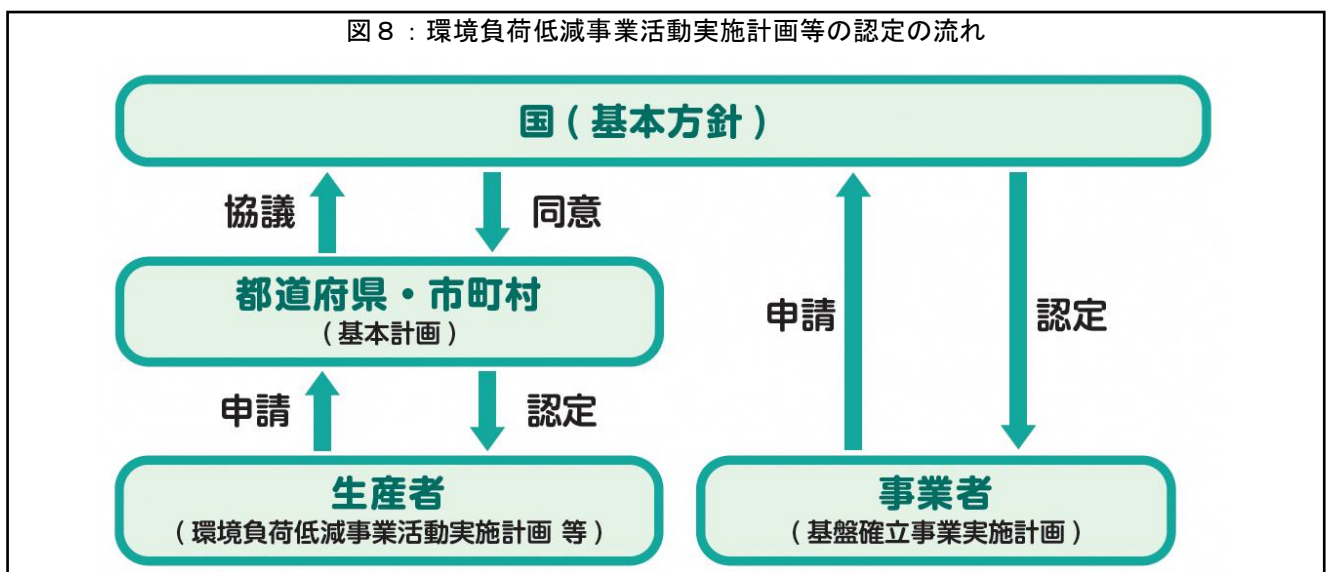 図８：環境負荷低減事業活動実施計画等の認定の流れ
国（基本方針）
協議
同意
都道府県・市町村
（基本計画）
申請
認定
申請
認定
生産者
（環境負荷低減事業活動実施計画 等）
事業者
（基盤確立事業実施計画）